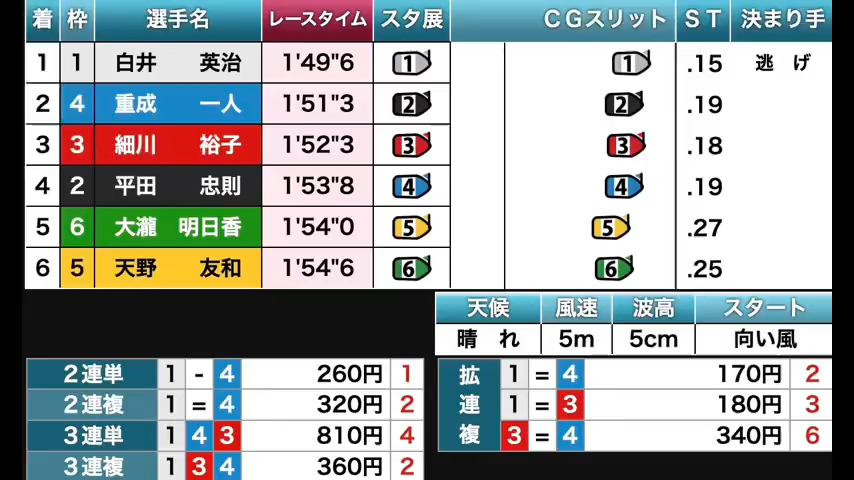 着 枠 選手名 レースタイム スタ展 CGスリット ST 決まり手
1 1 白井 英治 1'49"6 1 1 .15 逃 げ
2 4 重成 一人 1'51"3 2 2 .19
3 3 細川 裕子 1'52"3 3 3 .18
4 2 平田 忠則 1'53"8 4 4 .19
5 6 大瀧 明日香 1'54"0 5 5 .27
6 5 天野 友和 1'54"6 6 6 .25
天候 風速 波高 スタート
晴 れ 5m 5cm 向い風
2連単 1 - 4 260円 1
2連複 1 = 4 320円 2
3連単 1 4 3 810円 4
3連複 1 3 4 360円 2
拡 1 = 4 170円 2
連 1 = 3 180円 3
複 3 = 4 340円 6